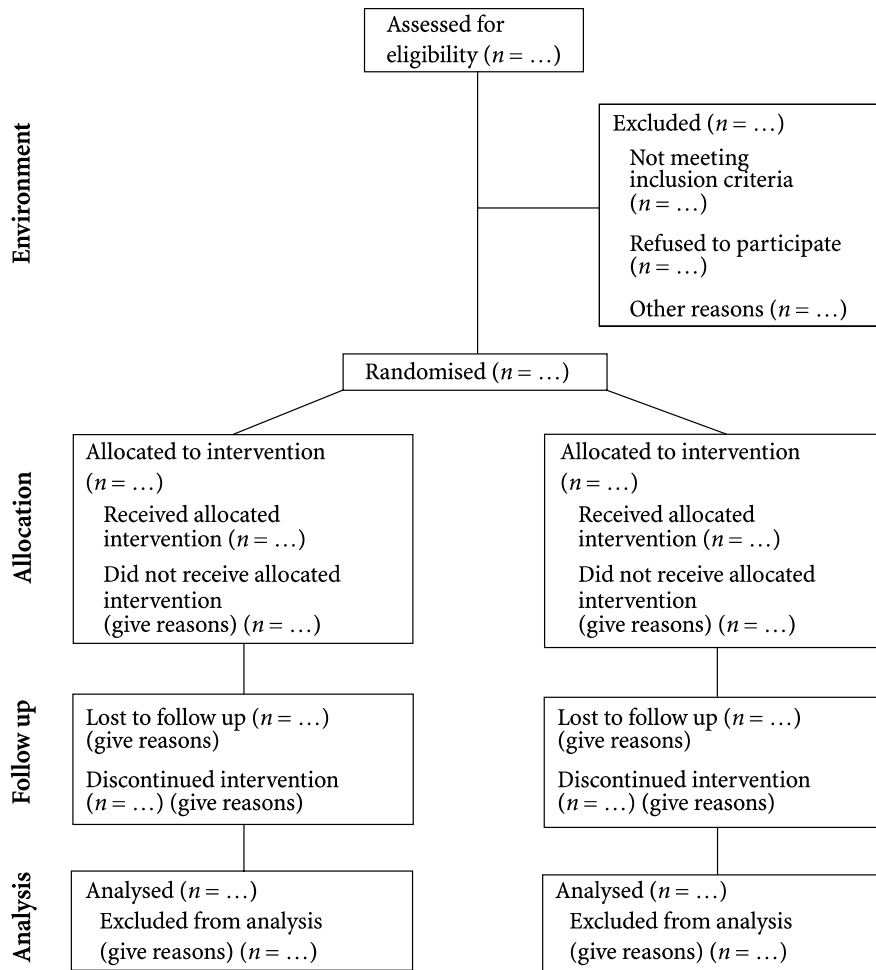 Assessed for
eligibility (n = …)
Environment
Excluded (n = …)
Not meeting
inclusion criteria
(n = …)
Refused to participate
(n = …)
Other reasons (n = …)
Randomised (n = …)
Allocation
Allocated to intervention
(n = …)
Received allocated
intervention (n = …)
Did not receive allocated
intervention
(give reasons) (n = …)
Allocated to intervention
(n = …)
Received allocated
intervention (n = …)
Did not receive allocated
intervention
(give reasons) (n = …)
Follow up
Lost to follow up (n = …)
(give reasons)
Discontinued intervention
(n = …) (give reasons)
Lost to follow up (n = …)
(give reasons)
Discontinued intervention
(n = …) (give reasons)
Analysis
Analysed (n = …)
Excluded from analysis
(give reasons) (n = …)
Analysed (n = …)
Excluded from analysis
(give reasons) (n = …)